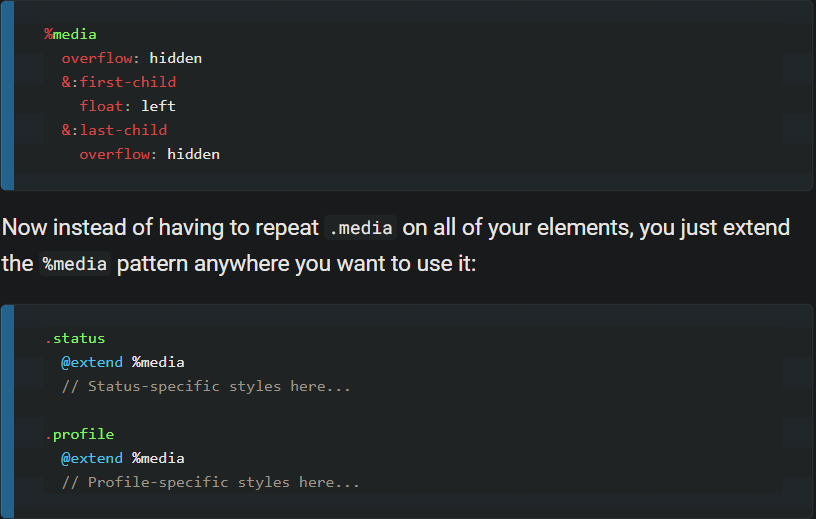 %media
  overflow: hidden
  &:first-child
    float: left
  &:last-child
    overflow: hidden
Now instead of having to repeat .media on all of your elements, you just extend
the %media pattern anywhere you want to use it:
.status
  @extend %media
  // Status-specific styles here...
.profile
  @extend %media
  // Profile-specific styles here...